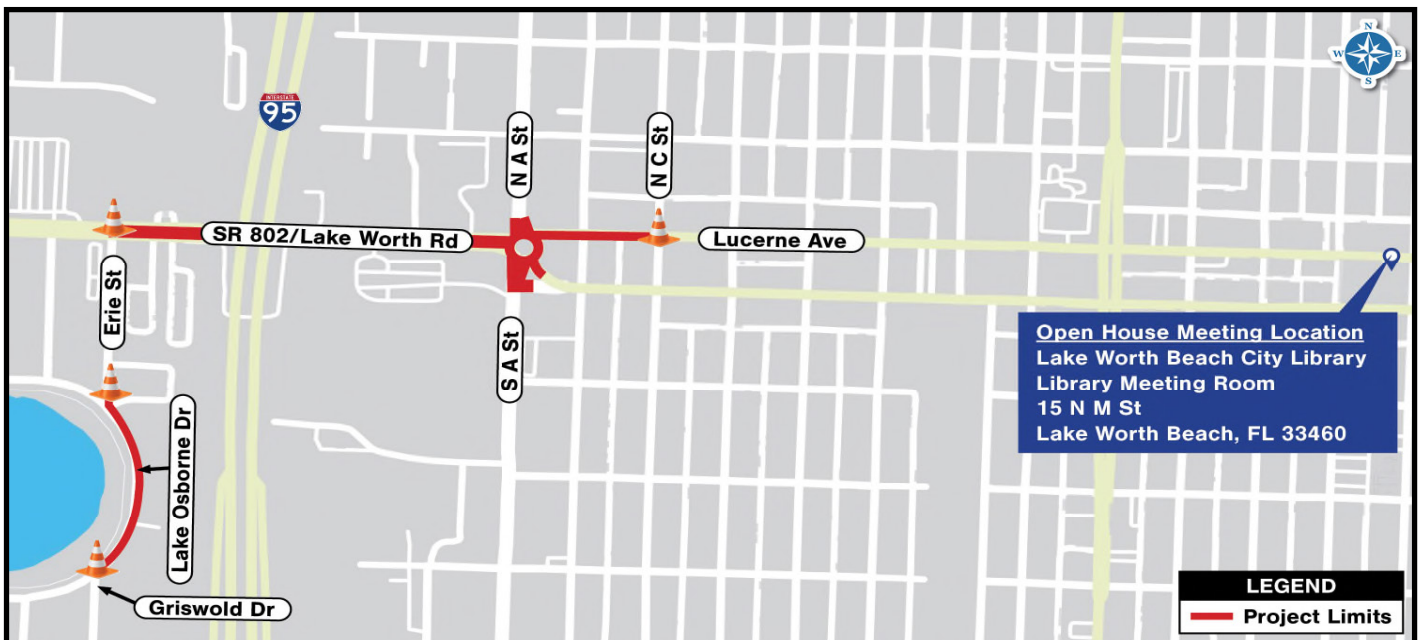 N
W E
S
INTERSTATE
95
N A St
N C St
SR 802/Lake Worth Rd
Lucerne Ave
Erie St
S A St
Open House Meeting Location
Lake Worth Beach City Library
Library Meeting Room
15 N M St
Lake Worth Beach, FL 33460
Lake Osborne Dr
Griswold Dr
LEGEND
Project Limits